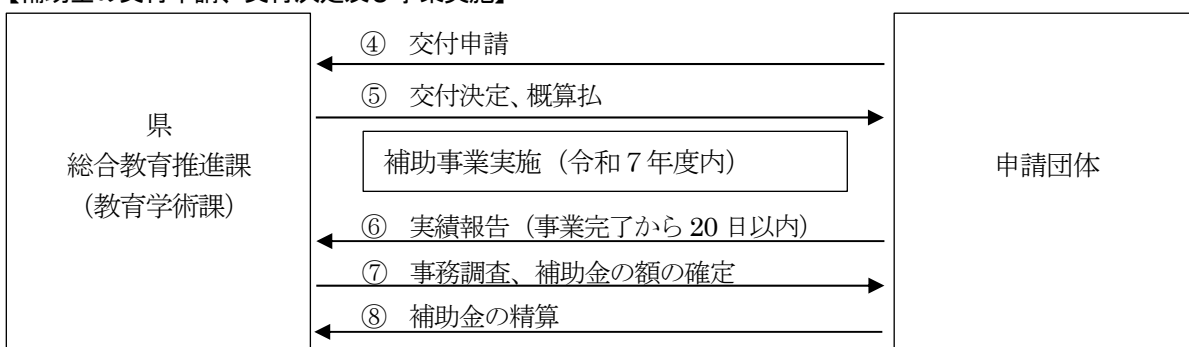 【補助金の交付申請、交付決定及び事業実施】
④ 交付申請
⑤ 交付決定、概算払
県
総合教育推進課
（教育学術課）
補助事業実施（令和７年度内）
申請団体
⑥ 実績報告（事業完了から 20 日以内）
⑦ 事務調査、補助金の額の確定
⑧ 補助金の精算